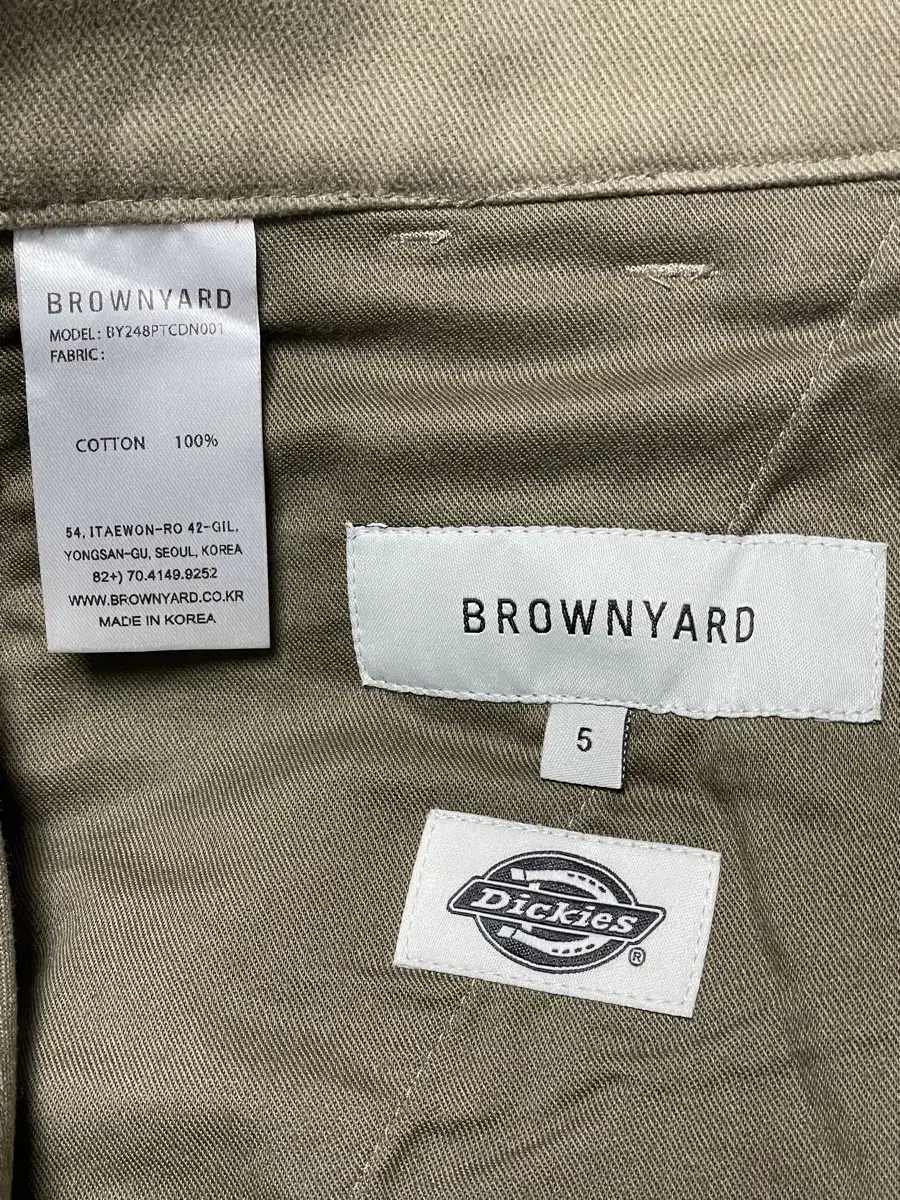 BROWNYARD
MODEL: BY248PTCDN001
FABRIC:
COTTON 100%
54, ITAEWON-RO 42-GIL,
YONGSAN-GU, SEOUL, KOREA
82+) 70.4149.9252
WWW.BROWNYARD.CO.KR
MADE IN KOREA
BROWNYARD
5
Dickies
®